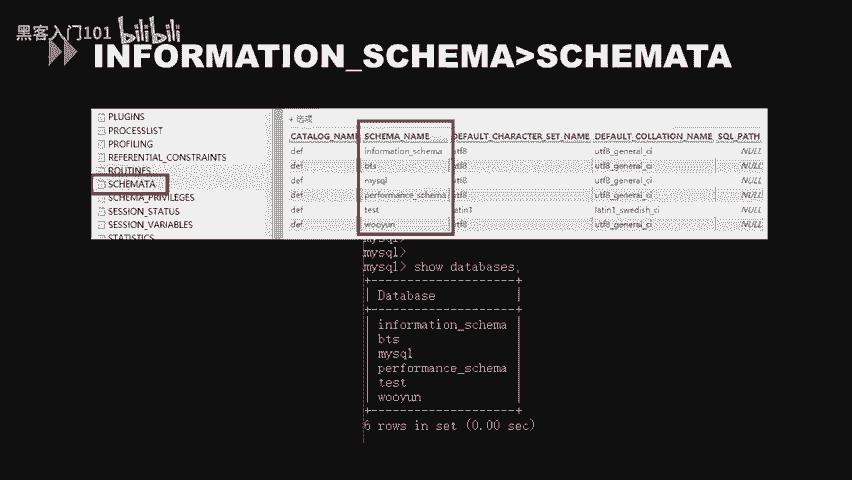 黑客入门101 bilibili
INFORMATION_SCHEMA>SCHEMATA
PLUGINS
PROCESSLIST
PROFILING
REFERENTIAL_CONSTRAINTS
ROUTINES
SCHEMATA
SCHEMA_PRIVILEGES
SESSION_STATUS
SESSION_VARIABLES
STATISTICS
+ 选项
CATALOG_NAME SCHEMA_NAME DEFAULT_CHARACTER_SET_NAME DEFAULT_COLLATION_NAME SQL_PATH
def information_schema utf8 utf8_general_ci NULL
def bts utf8 utf8_general_ci NULL
def mysql utf8 utf8_general_ci NULL
def performance_schema utf8 utf8_general_ci NULL
def test latin1 latin1_swedish_ci NULL
def wooyun utf8 utf8_general_ci NULL
mysql>
mysql>
mysql> show databases;
+--------------------+
| Database           |
+--------------------+
| information_schema |
| bts                |
| mysql              |
| performance_schema |
| test               |
| wooyun             |
+--------------------+
6 rows in set (0.00 sec)